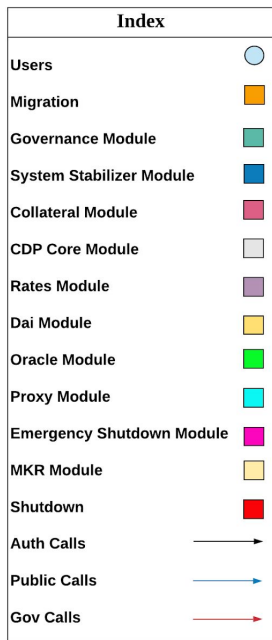 Index
Users
Migration
Governance Module
System Stabilizer Module
Collateral Module
CDP Core Module
Rates Module
Dai Module
Oracle Module
Proxy Module
Emergency Shutdown Module
MKR Module
Shutdown
Auth Calls
Public Calls
Gov Calls